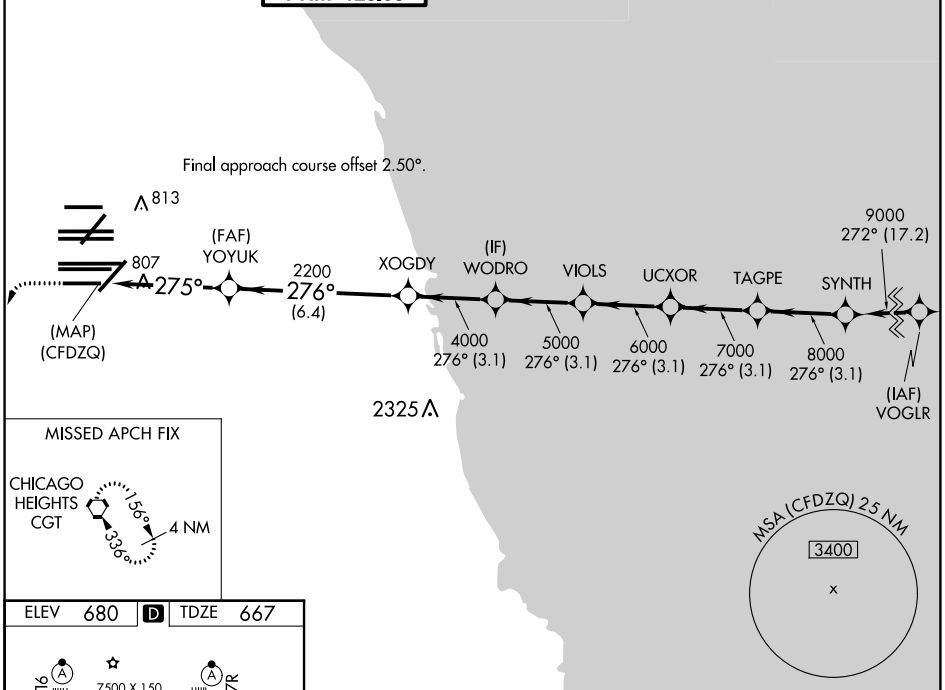 Final approach course offset 2.50°.
813
807
(FAF)
YOYUK
275°
2200
276°
(6.4)
XOGDY
(IF)
WODRO
VIOLS
UCXOR
TAGPE
SYNTH
9000
272° (17.2)
4000
276° (3.1)
5000
276° (3.1)
6000
276° (3.1)
7000
276° (3.1)
8000
276° (3.1)
(IAF)
VOGLR
(MAP)
(CFDZQ)
2325
MISSED APCH FIX
CHICAGO
HEIGHTS
CGT
156°
336°
4 NM
MSA (CFDZQ) 25 NM
3400
x
ELEV 680 D TDZE 667
A
7500 X 150
A